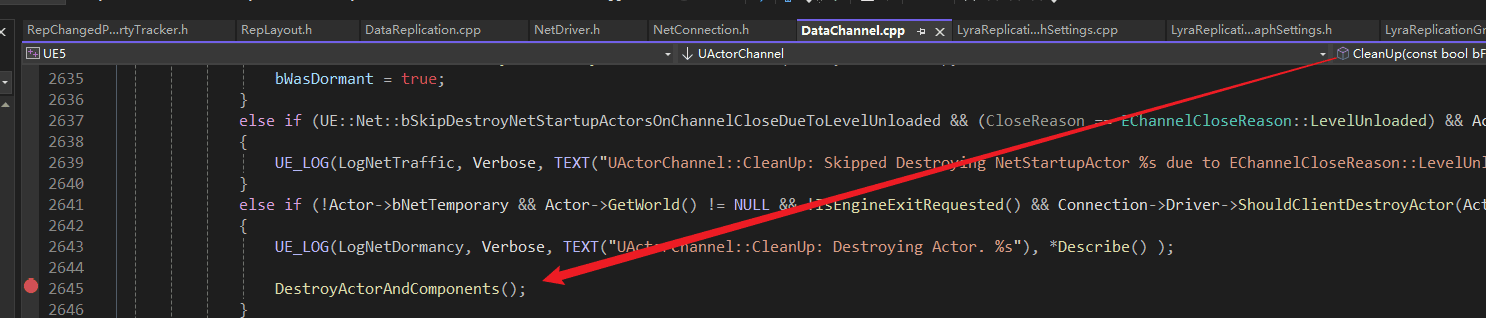 RepChangedP...rtyTracker.h RepLayout.h DataReplication.cpp NetDriver.h NetConnection.h DataChannel.cpp LyraReplicati...hSettings.cpp LyraReplicati...aphSettings.h LyraReplicationGr
UE5 UActorChannel CleanUp(const bool bF
2635 bWasDormant = true;
2636 }
2637 else if (UE::Net::bSkipDestroyNetStartupActorsOnChannelCloseDueToLevelUnloaded && (CloseReason == EChannelCloseReason::LevelUnloaded) && Ac
2638 {
2639 UE_LOG(LogNetTraffic, Verbose, TEXT("UActorChannel::CleanUp: Skipped Destroying NetStartupActor %s due to EChannelCloseReason::LevelUnl
2640 }
2641 else if (!Actor->bNetTemporary && Actor->GetWorld() != NULL && !IsEngineExitRequested() && Connection->Driver->ShouldClientDestroyActor(Act
2642 {
2643 UE_LOG(LogNetDormancy, Verbose, TEXT("UActorChannel::CleanUp: Destroying Actor. %s"), *Describe() );
2644
2645 DestroyActorAndComponents();
2646 }